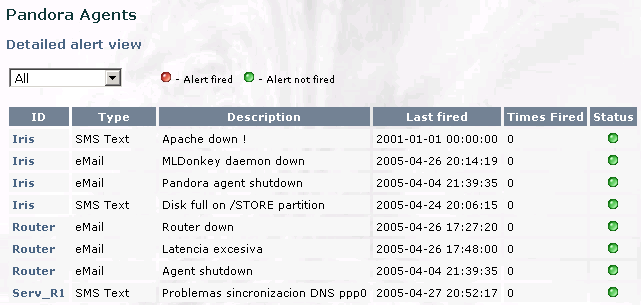 Pandora Agents
Detailed alert view
All - Alert fired - Alert not fired
ID Type Description Last fired Times Fired Status
Iris SMS Text Apache down ! 2001-01-01 00:00:00 0
Iris eMail MLDonkey daemon down 2005-04-26 20:14:19 0
Iris eMail Pandora agent shutdown 2005-04-04 21:39:35 0
Iris SMS Text Disk full on /STORE partition 2005-04-24 20:06:15 0
Router eMail Router down 2005-04-26 17:27:20 0
Router eMail Latencia excesiva 2005-04-26 17:48:00 0
Router eMail Agent shutdown 2005-04-04 21:39:35 0
Serv_R1 SMS Text Problemas sincronizacion DNS ppp0 2005-04-27 20:52:17 0